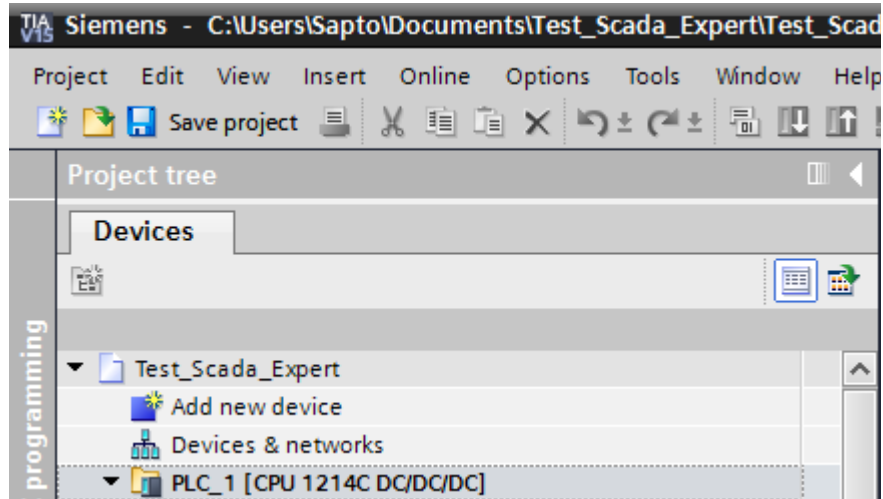 TIA V15 Siemens - C:\Users\Sapto\Documents\Test_Scada_Expert\Test_Scad
Project Edit View Insert Online Options Tools Window Help
Save project
Project tree
Devices
programming
Test_Scada_Expert
Add new device
Devices & networks
PLC_1 [CPU 1214C DC/DC/DC]